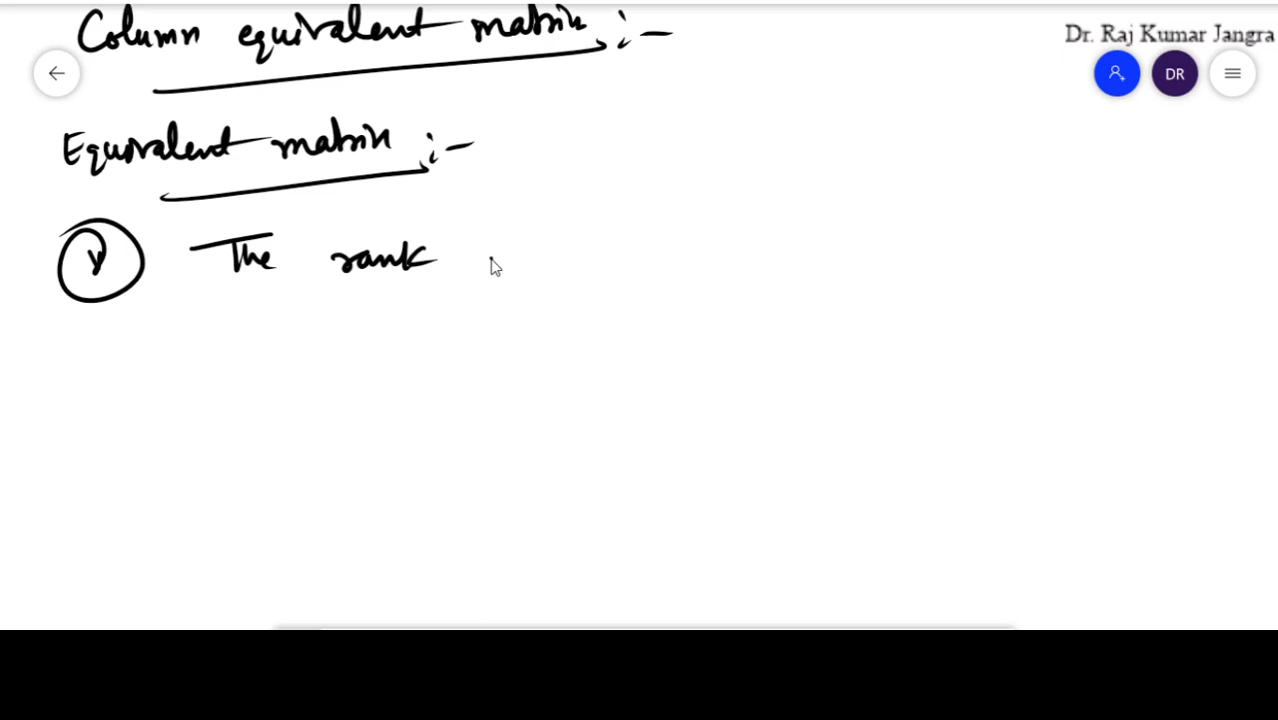 Column equivalent matrix :-
Dr. Raj Kumar Jangra
DR
Equivalent matrix :-
The rank